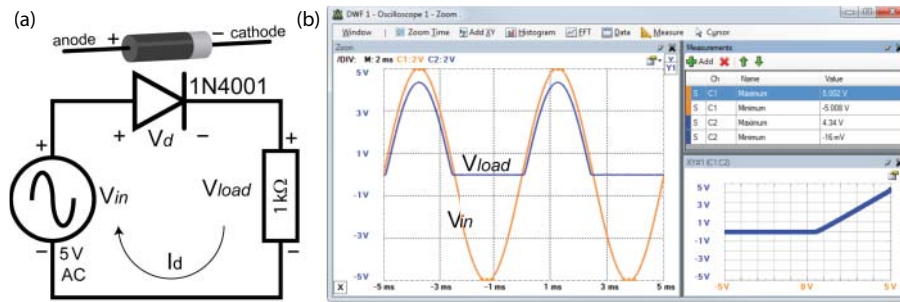 (a)
anode + − cathode
1N4001
+ Vd −
+
Vin
−
5 V
AC
Id
+
Vload
1kΩ
−
(b)
DWF 1 - Oscilloscope 1 - Zoom
Window Zoom Time Add XY Histogram FFT Data Measure Cursor
Zoom
/DIV: M: 2 ms C1: 2 V C2: 2 V
Y
Y1
5 V
3 V
1 V
-1 V
-3 V
-5 V
Vload
Vin
X
-5 ms -3 ms -1 ms 1 ms 3 ms 5 ms
Measurements
Add
Ch Name Value
S C1 Maximum 5.002 V
S C1 Minimum -5.008 V
S C2 Maximum 4.34 V
S C2 Minimum -16 mV
XY#1 (C1:C2)
5 V
3 V
1 V
-1 V
-3 V
-5 V
-5 V 0 V 5 V